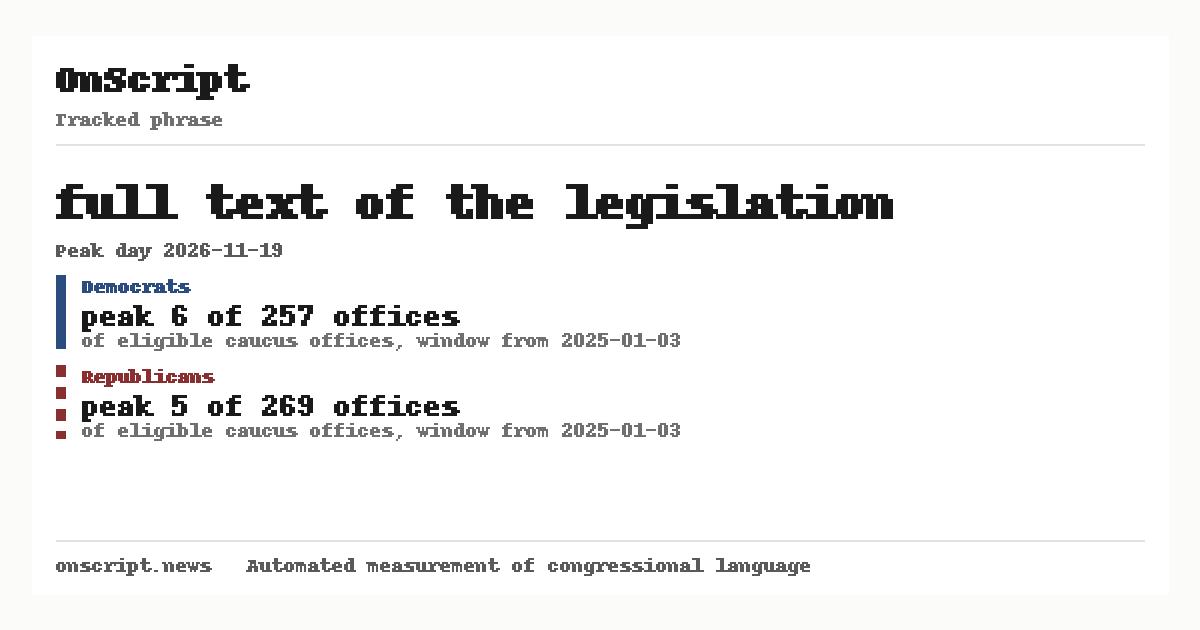 OnScript
Tracked phrase
full text of the legislation
Peak day 2026-11-19
Democrats
peak 6 of 257 offices
of eligible caucus offices, window from 2025-01-03
Republicans
peak 5 of 269 offices
of eligible caucus offices, window from 2025-01-03
onscript.news Automated measurement of congressional language